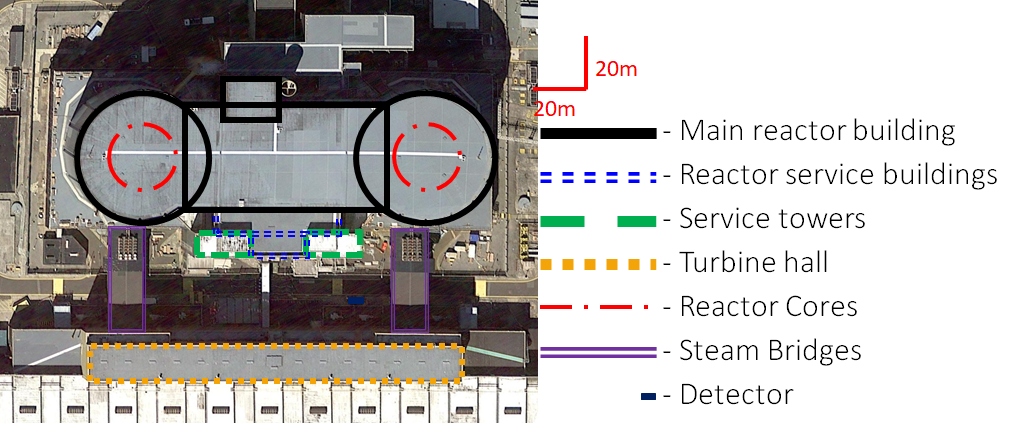 20m
20m
- Main reactor building
- Reactor service buildings
- Service towers
- Turbine hall
- Reactor Cores
- Steam Bridges
- Detector